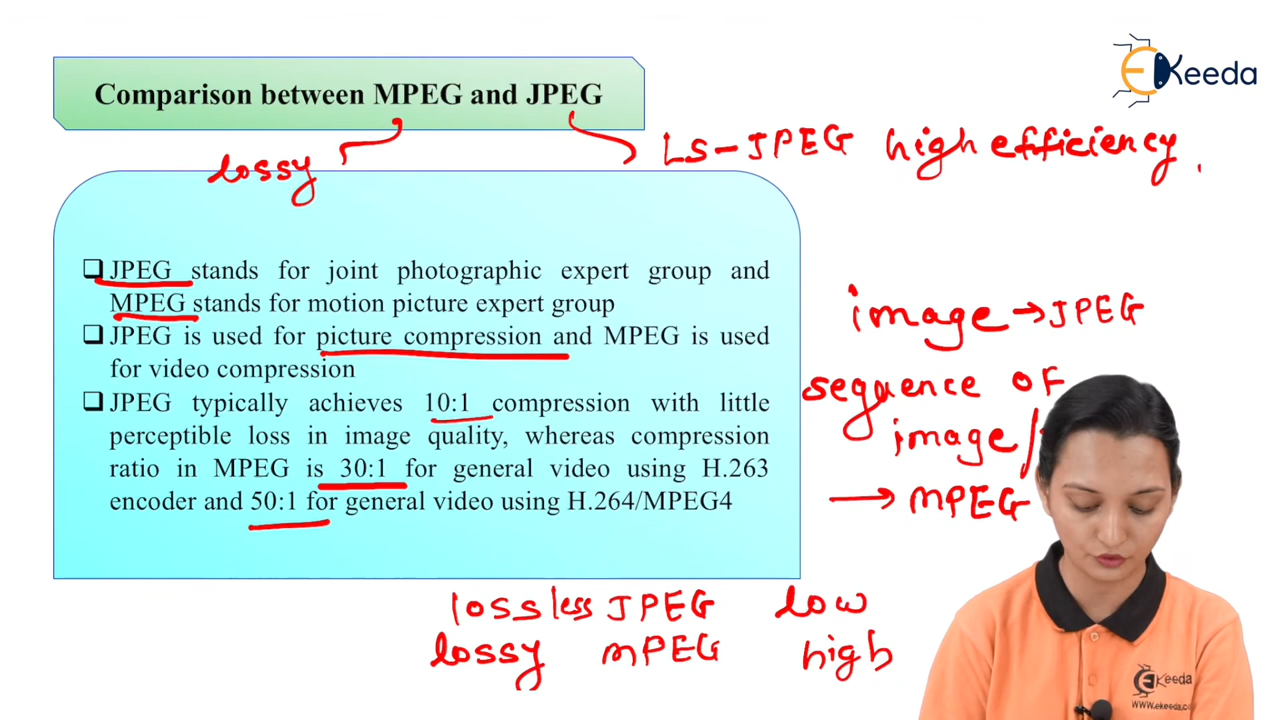 Keeda
Comparison between MPEG and JPEG
LS-JPEG high efficiency
lossy
❑ JPEG stands for joint photographic expert group and
MPEG stands for motion picture expert group
❑ JPEG is used for picture compression and MPEG is used
for video compression
❑ JPEG typically achieves 10:1 compression with little
perceptible loss in image quality, whereas compression
ratio in MPEG is 30:1 for general video using H.263
encoder and 50:1 for general video using H.264/MPEG4
image → JPEG
sequence of
image/
→ MPEG
lossless JPEG low
lossy MPEG high
Keeda